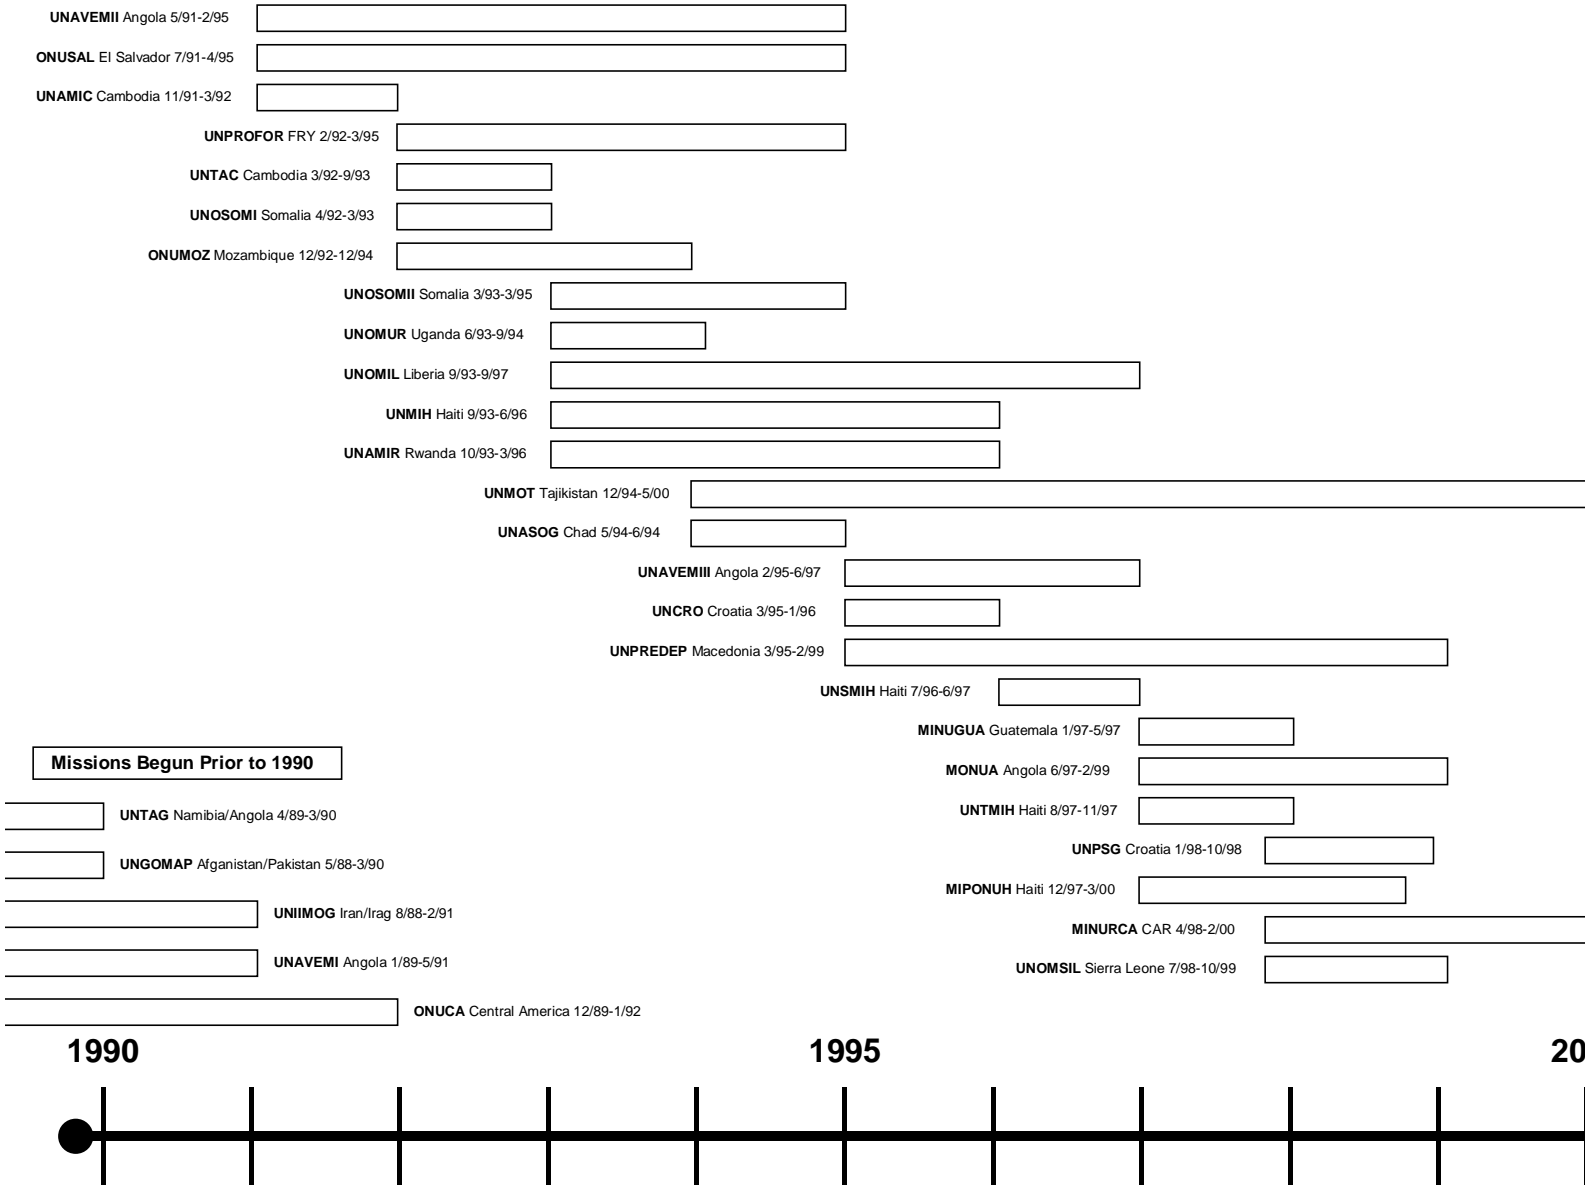 UNAVEMII Angola 5/91-2/95
ONUSAL El Salvador 7/91-4/95
UNAMIC Cambodia 11/91-3/92
UNPROFOR FRY 2/92-3/95
UNTAC Cambodia 3/92-9/93
UNOSOMI Somalia 4/92-3/93
ONUMOZ Mozambique 12/92-12/94
UNOSOMII Somalia 3/93-3/95
UNOMUR Uganda 6/93-9/94
UNOMIL Liberia 9/93-9/97
UNMIH Haiti 9/93-6/96
UNAMIR Rwanda 10/93-3/96
UNMOT Tajikistan 12/94-5/00
UNASOG Chad 5/94-6/94
UNAVEMIII Angola 2/95-6/97
UNCRO Croatia 3/95-1/96
UNPREDEP Macedonia 3/95-2/99
UNSMIH Haiti 7/96-6/97
MINUGUA Guatemala 1/97-5/97
MONUA Angola 6/97-2/99
UNTMIH Haiti 8/97-11/97
UNPSG Croatia 1/98-10/98
MIPONUH Haiti 12/97-3/00
MINURCA CAR 4/98-2/00
UNOMSIL Sierra Leone 7/98-10/99
Missions Begun Prior to 1990
UNTAG Namibia/Angola 4/89-3/90
UNGOMAP Afganistan/Pakistan 5/88-3/90
UNIIMOG Iran/Irag 8/88-2/91
UNAVEMI Angola 1/89-5/91
ONUCA Central America 12/89-1/92
1990 1995 20